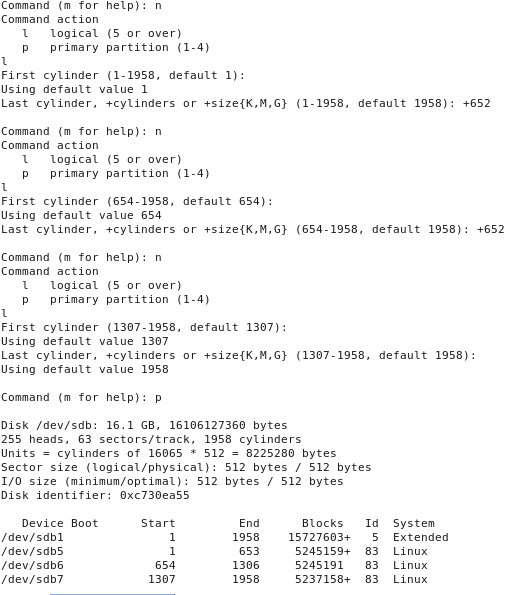 Command (m for help): n
Command action
   l   logical (5 or over)
   p   primary partition (1-4)
l
First cylinder (1-1958, default 1):
Using default value 1
Last cylinder, +cylinders or +size{K,M,G} (1-1958, default 1958): +652

Command (m for help): n
Command action
   l   logical (5 or over)
   p   primary partition (1-4)
l
First cylinder (654-1958, default 654):
Using default value 654
Last cylinder, +cylinders or +size{K,M,G} (654-1958, default 1958): +652

Command (m for help): n
Command action
   l   logical (5 or over)
   p   primary partition (1-4)
l
First cylinder (1307-1958, default 1307):
Using default value 1307
Last cylinder, +cylinders or +size{K,M,G} (1307-1958, default 1958):
Using default value 1958

Command (m for help): p

Disk /dev/sdb: 16.1 GB, 16106127360 bytes
255 heads, 63 sectors/track, 1958 cylinders
Units = cylinders of 16065 * 512 = 8225280 bytes
Sector size (logical/physical): 512 bytes / 512 bytes
I/O size (minimum/optimal): 512 bytes / 512 bytes
Disk identifier: 0xc730ea55

   Device Boot      Start         End      Blocks   Id  System
/dev/sdb1               1        1958    15727603+   5  Extended
/dev/sdb5               1         653     5245159+  83  Linux
/dev/sdb6             654        1306     5245191   83  Linux
/dev/sdb7            1307        1958     5237158+  83  Linux